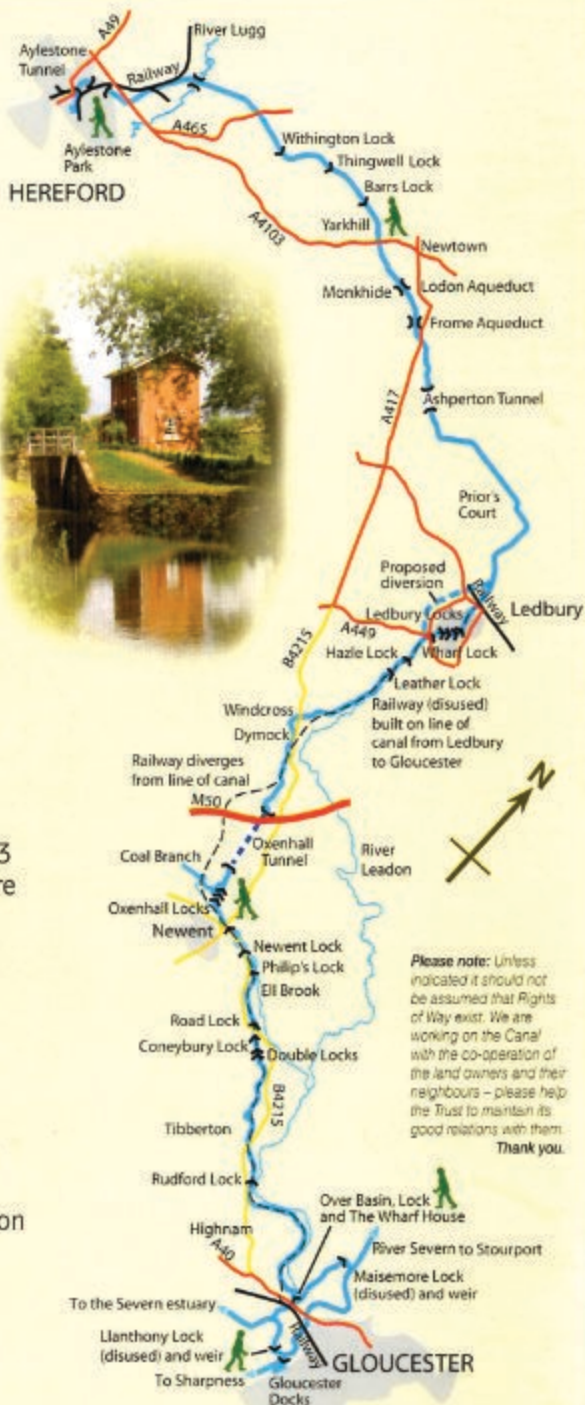 A49
Aylestone
Tunnel
River Lugg
Railway
Aylestone
Park
HEREFORD
A465
Withington Lock
Thingwell Lock
Barrs Lock
Yarkhill
A4103
Newtown
Monkhide
Lodon Aqueduct
Frome Aqueduct
A417
Ashperton Tunnel
Prior's
Court
Proposed
diversion
Railway
Ledbury Locks
Ledbury
A449
Wharf Lock
Hazle Lock
Leather Lock
B4215
Railway (disused)
built on line of
canal from Ledbury
to Gloucester
Windcross
Dymock
Railway diverges
from line of canal
M50
N
3
re
Coal Branch
Oxenhall
Tunnel
River
Leadon
Oxenhall Locks
Newent
Newent Lock
Philip's Lock
Ell Brook
Please note: Unless
indicated it should not
be assumed that Rights
of Way exist. We are
working on the Canal
with the co-operation of
the land owners and their
neighbours – please help
the Trust to maintain its
good relations with them.
Thank you.
Road Lock
Coneybury Lock
Double Locks
B4215
Tibberton
Rudford Lock
on
Highnam
A40
Over Basin, Lock
and The Wharf House
River Severn to Stourport
Maisemore Lock
(disused) and weir
To the Severn estuary
Llanthony Lock
(disused) and weir
Railway
To Sharpness
Gloucester
Docks
GLOUCESTER